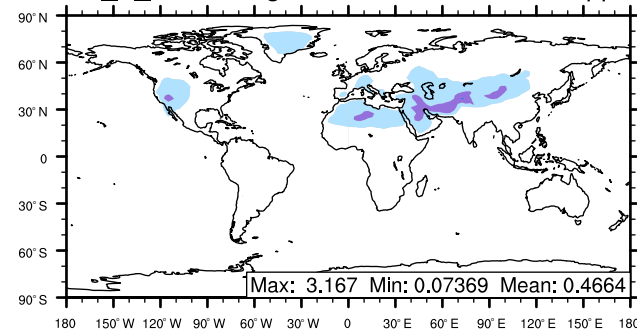 90° N
60° N
30° N
0
30° S
60° S
90° S
Max: 3.167 Min: 0.07369 Mean: 0.4664
180 150° W 120° W 90° W 60° W 30° W 0 30° E 60° E 90° E 120° E 150° E 180